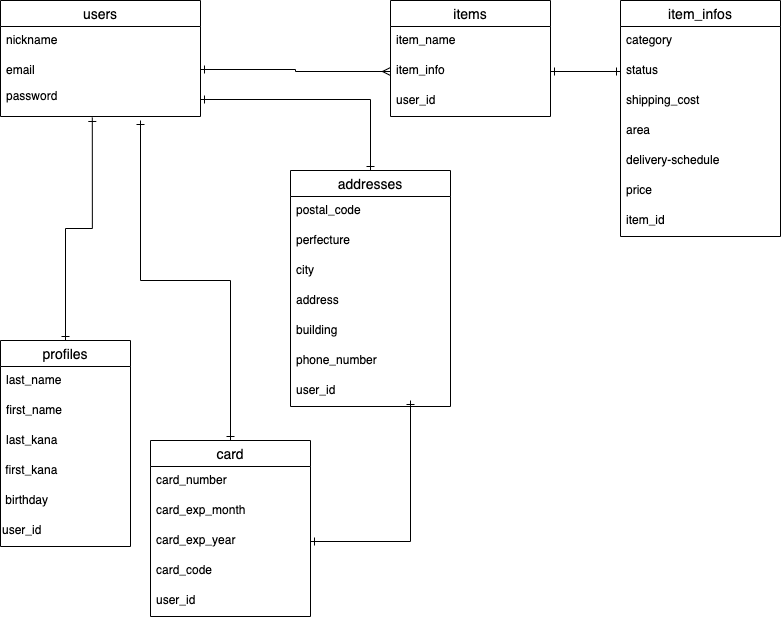 users
nickname
email
password
items
item_name
item_info
user_id
item_infos
category
status
shipping_cost
area
delivery-schedule
price
item_id
addresses
postal_code
perfecture
city
address
building
phone_number
user_id
profiles
last_name
first_name
last_kana
first_kana
birthday
user_id
card
card_number
card_exp_month
card_exp_year
card_code
user_id